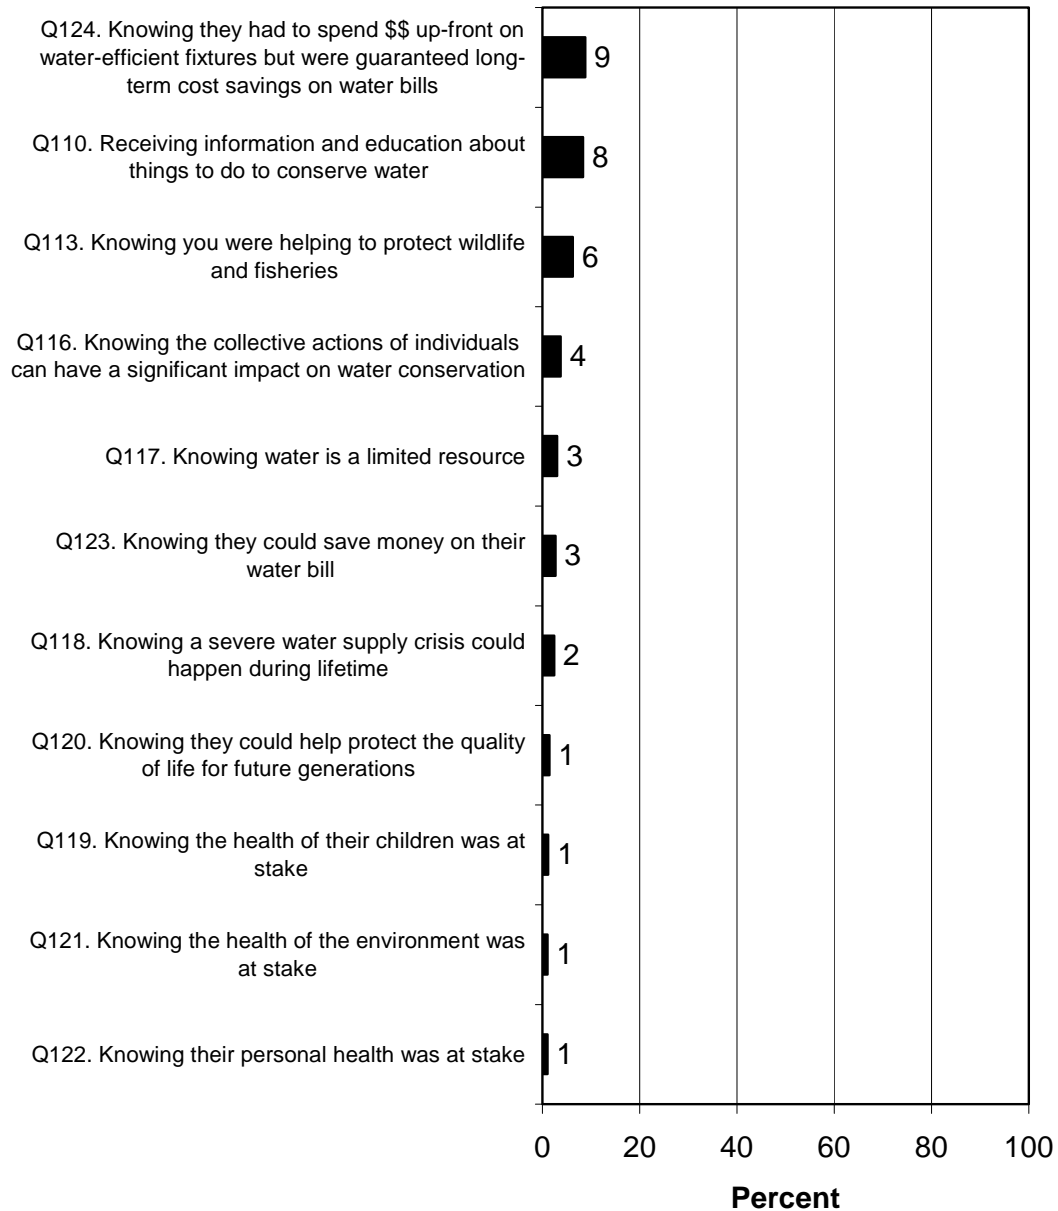 Q124. Knowing they had to spend $$ up-front on
water-efficient fixtures but were guaranteed long-
term cost savings on water bills
9
Q110. Receiving information and education about
things to do to conserve water
8
Q113. Knowing you were helping to protect wildlife
and fisheries
6
Q116. Knowing the collective actions of individuals
can have a significant impact on water conservation
4
Q117. Knowing water is a limited resource
3
Q123. Knowing they could save money on their
water bill
3
Q118. Knowing a severe water supply crisis could
happen during lifetime
2
Q120. Knowing they could help protect the quality
of life for future generations
1
Q119. Knowing the health of their children was at
stake
1
Q121. Knowing the health of the environment was
at stake
1
Q122. Knowing their personal health was at stake
1
0 20 40 60 80 100
Percent